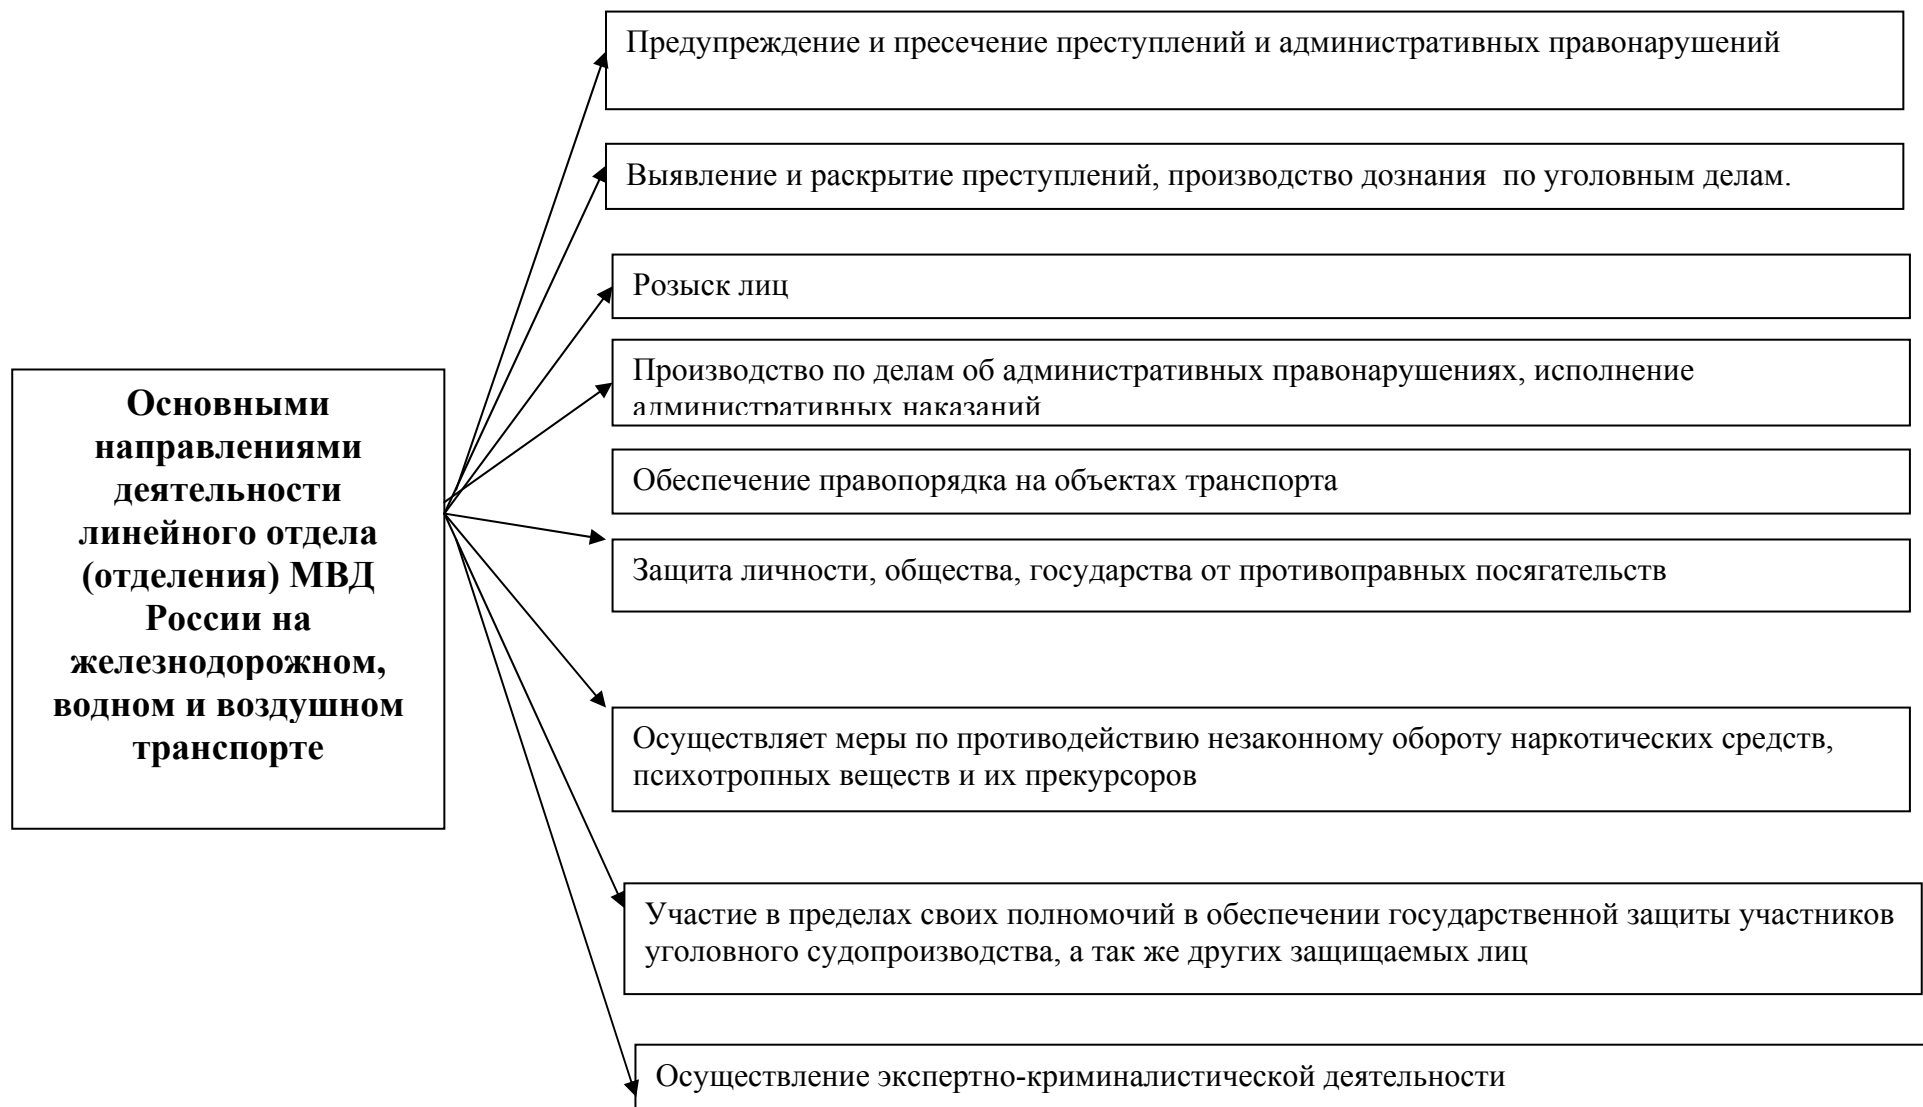 Предупреждение и пресечение преступлений и административных правонарушений
Выявление и раскрытие преступлений, производство дознания  по уголовным делам.
Розыск лиц
Производство по делам об административных правонарушениях, исполнение
административных наказаний
Обеспечение правопорядка на объектах транспорта
Защита личности, общества, государства от противоправных посягательств
Осуществляет меры по противодействию незаконному обороту наркотических средств,
психотропных веществ и их прекурсоров
Участие в пределах своих полномочий в обеспечении государственной защиты участников
уголовного судопроизводства, а так же других защищаемых лиц
Осуществление экспертно-криминалистической деятельности
Основными
направлениями
деятельности
линейного отдела
(отделения) МВД
России на
железнодорожном,
водном и воздушном
транспорте